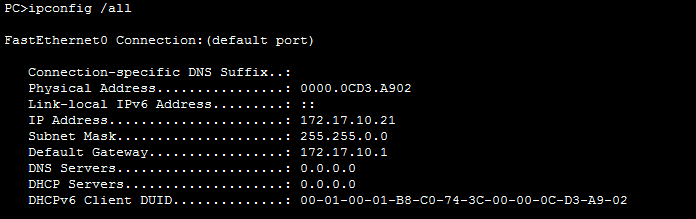 PC>ipconfig /all
FastEthernet0 Connection:(default port)
Connection-specific DNS Suffix..:
Physical Address................: 0000.0CD3.A902
Link-local IPv6 Address.........: ::
IP Address......................: 172.17.10.21
Subnet Mask.....................: 255.255.0.0
Default Gateway.................: 172.17.10.1
DNS Servers.....................: 0.0.0.0
DHCP Servers....................: 0.0.0.0
DHCPv6 Client DUID..............: 00-01-00-01-B8-C0-74-3C-00-00-0C-D3-A9-02